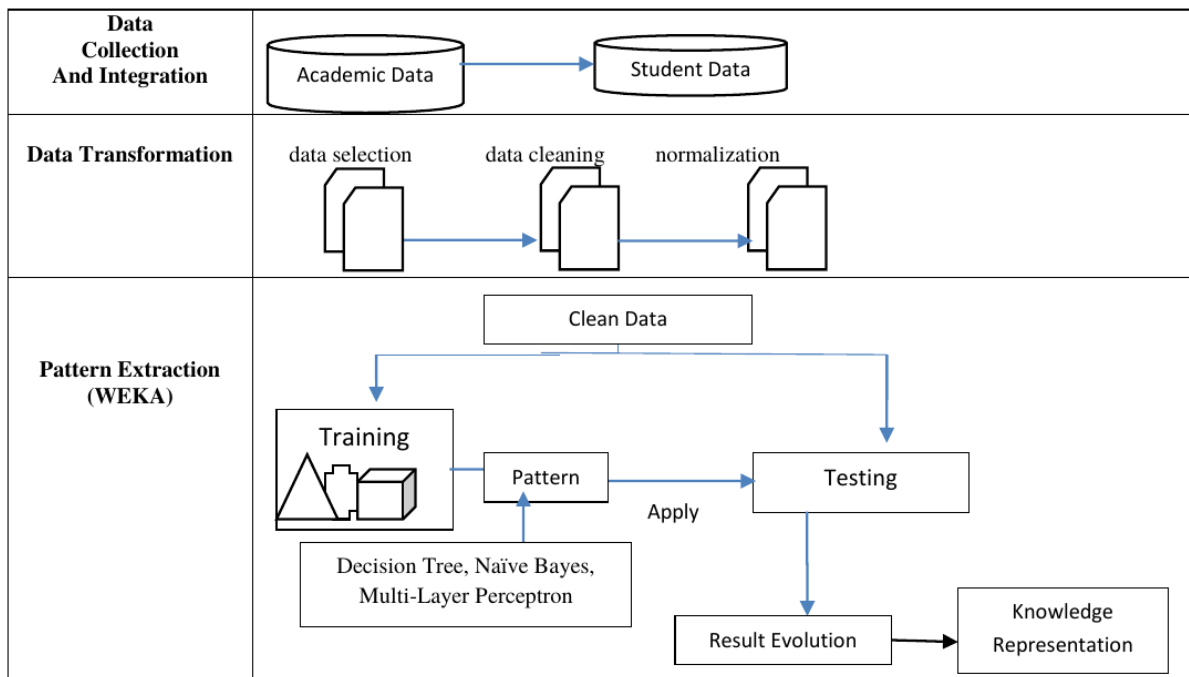 Data
Collection
And Integration
Academic Data
Student Data
Data Transformation
data selection
data cleaning
normalization
Pattern Extraction
(WEKA)
Clean Data
Training
Pattern
Apply
Testing
Decision Tree, Naïve Bayes,
Multi-Layer Perceptron
Result Evolution
Knowledge
Representation